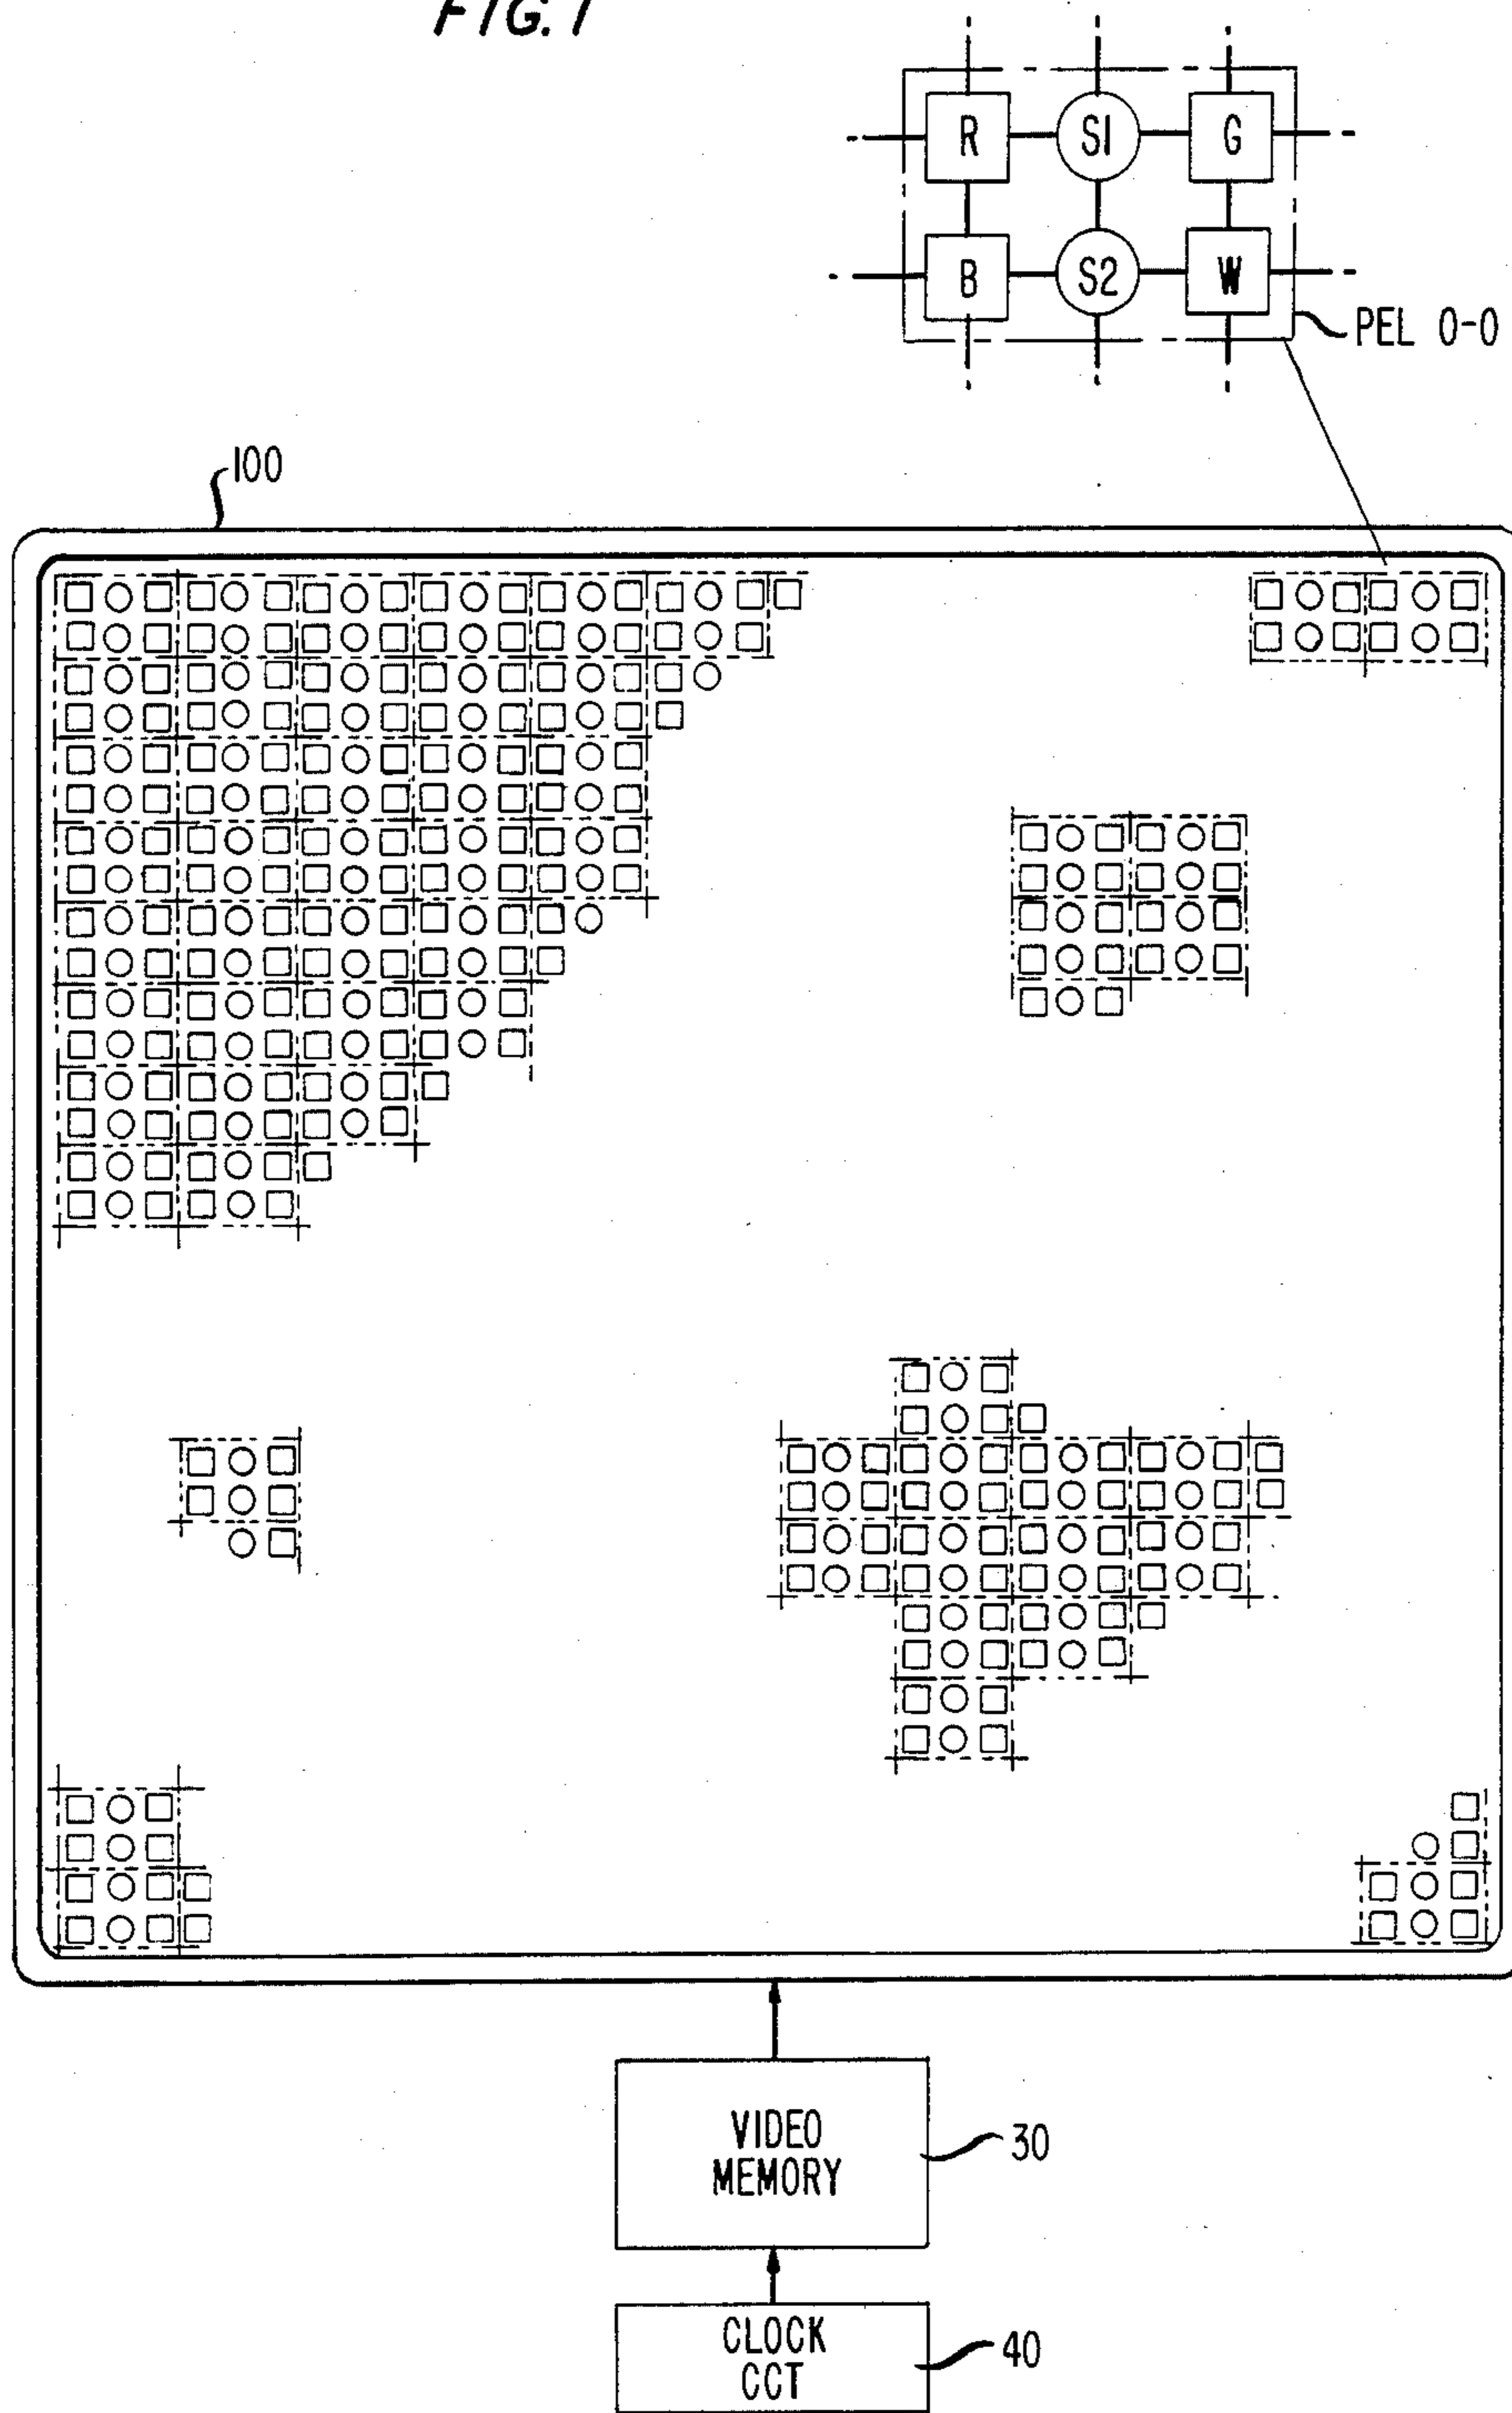 FIG. 1
R S1 G
B S2 W
PEL 0-0
100
VIDEO
MEMORY
30
CLOCK
CCT
40